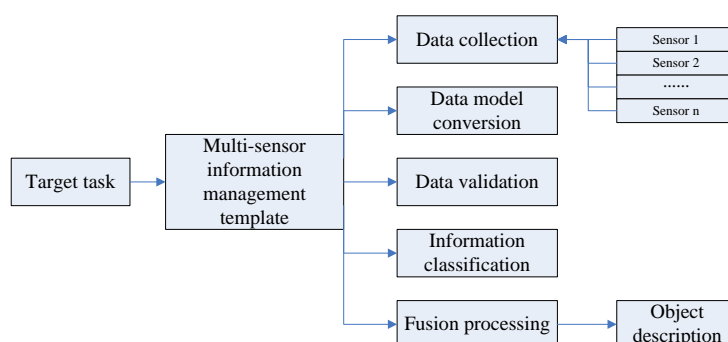 Data collection
Sensor 1
Sensor 2
......
Sensor n
Data model
conversion
Multi-sensor
information
management
template
Target task
Data validation
Information
classification
Fusion processing
Object
description